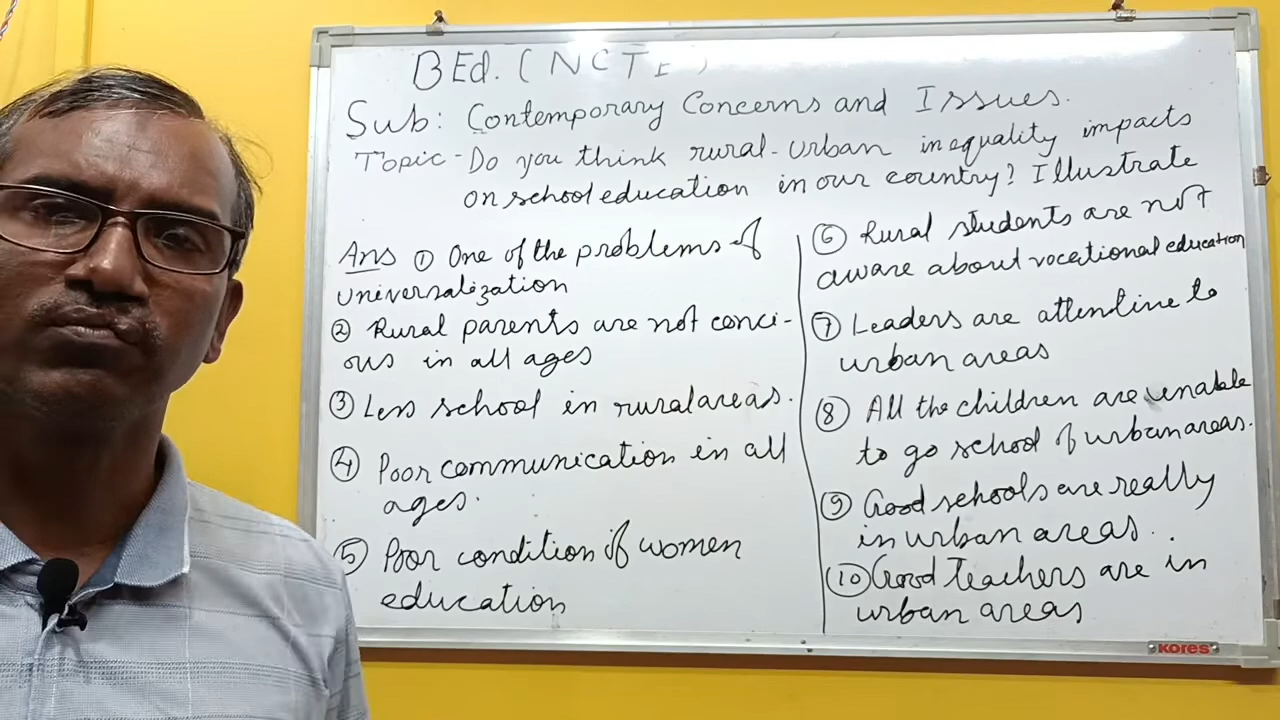 B Ed. ( N C T E )
Sub: Contemporary Concerns and Issues.
Topic - Do you think rural-urban inequality impacts
on school education in our country? Illustrate
Ans ① One of the problems of
universalization
② Rural parents are not conci-
ous in all ages
③ Less school in rural areas.
④ Poor communication in all
ages.
⑤ Poor condition of women
education
⑥ Rural students are not
aware about vocational education
⑦ Leaders are attentine to
urban areas
⑧ All the children are unable
to go school of urban areas.
⑨ Good schools are really
in urban areas..
⑩ Good teachers are in
urban areas
KORES